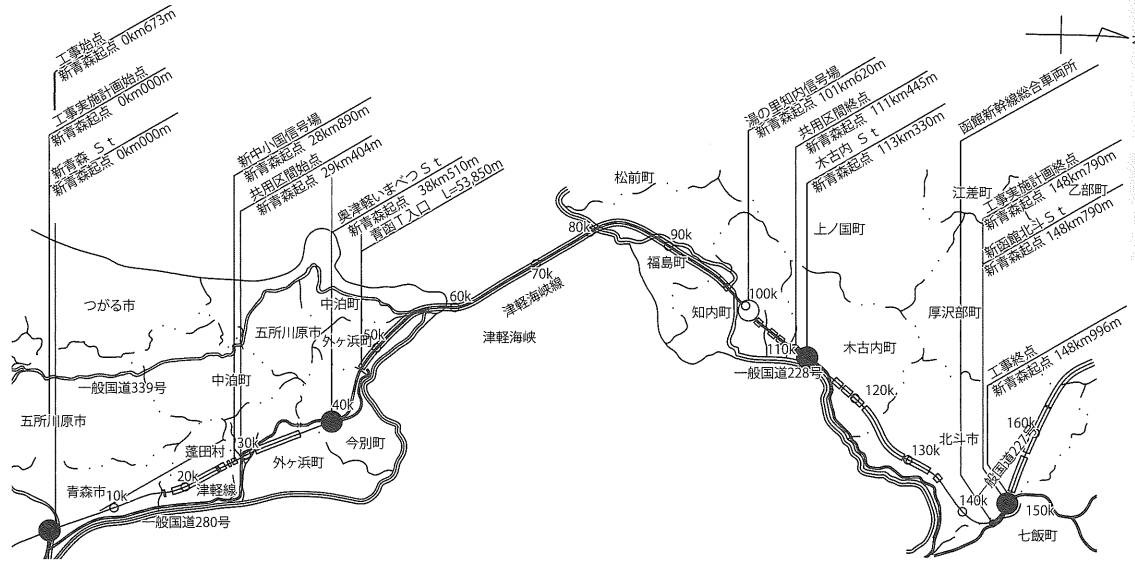 工事始点
新青森起点 0km673m
工事実施計画始点
新青森起点 0km000m
新青森 Ｓｔ
新青森起点 0km000m
新中小国信号場
新青森起点 28km890m
共用区間始点
新青森起点 29km404m
奥津軽いまべつＳｔ
新青森起点 38km510m
青函Ｔ入口 L=53,850m
湯の里知内信号場
新青森起点 101km620m
共用区間終点
新青森起点 111km445m
木古内 Ｓｔ
新青森起点 113km330m
函館新幹線総合車両所
工事実施計画終点
新青森起点 148km790m
新函館北斗Ｓｔ
新青森起点 148km790m
工事終点
新青森起点 148km996m
松前町
江差町
乙部町
上ノ国町
厚沢部町
80k
90k
福島町
70k
津軽海峡線
津軽海峡
60k
100k
知内町
110k
木古内町
一般国道228号
つがる市
中泊町
五所川原市
外ヶ浜町
50k
中泊町
一般国道339号
五所川原市
40k
今別町
30k
外ヶ浜町
蓬田村
20k
津軽線
青森市
10k
一般国道280号
120k
130k
北斗市
140k
160k
一般国道227号
150k
七飯町